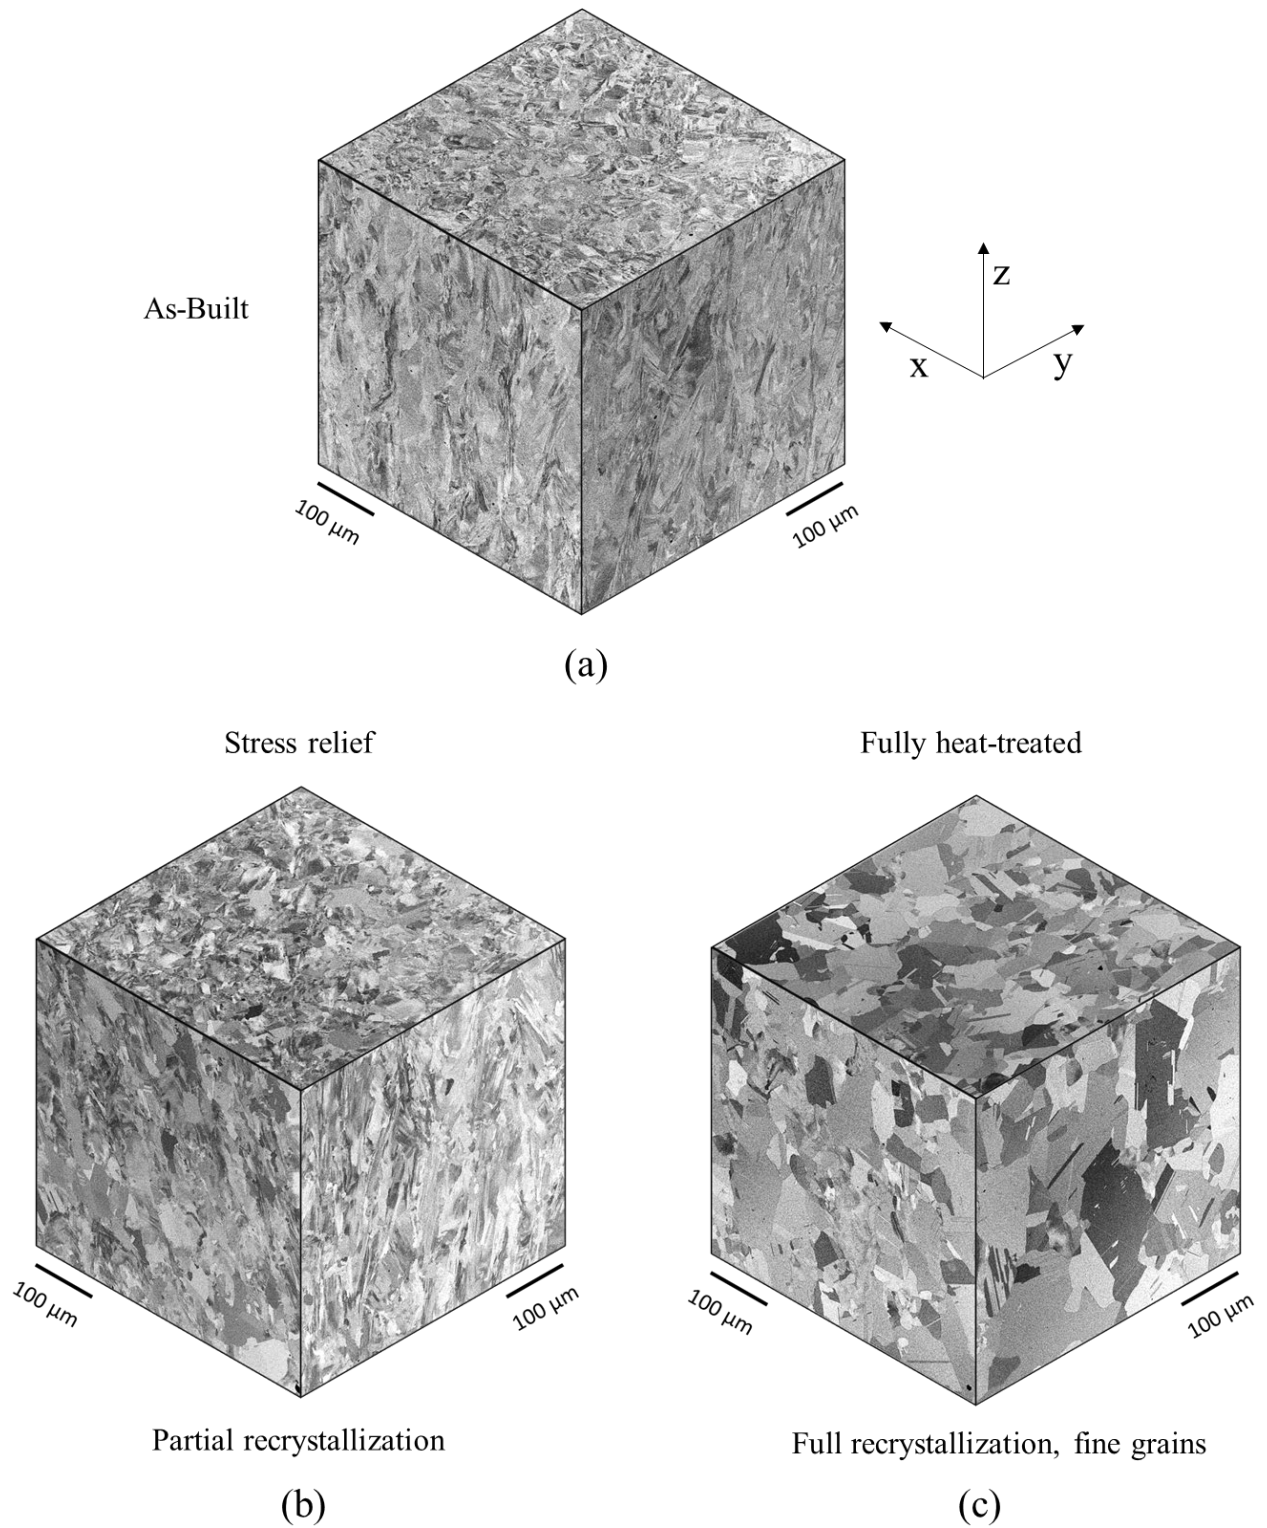 As-Built
z
x
y
100 μm
100 μm
(a)
Stress relief
Fully heat-treated
100 μm
100 μm
100 μm
100 μm
Partial recrystallization
Full recrystallization, fine grains
(b)
(c)